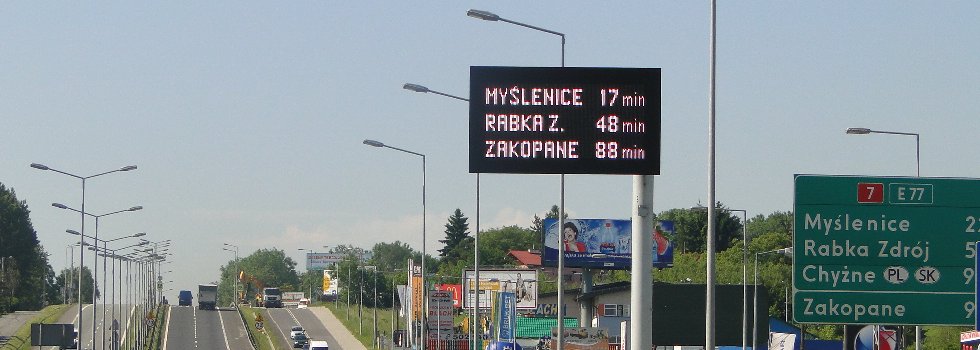 MYŚLENICE 17 min
RABKA Z. 48 min
ZAKOPANE 88 min
7 E 77
Myślenice
Rabka Zdrój
Chyżne PL SK
Zakopane